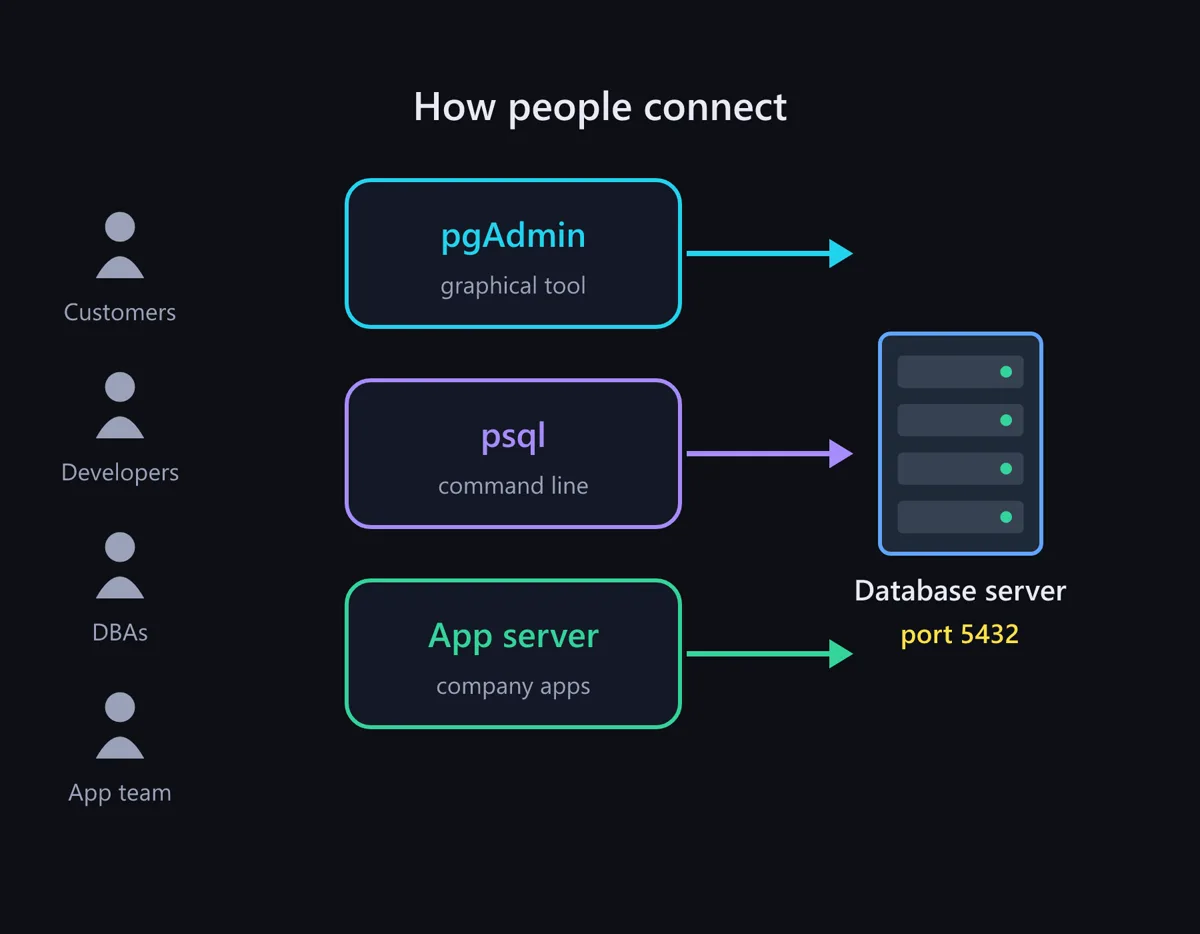 How people connect
Customers
Developers
DBAs
App team
pgAdmin
graphical tool
psql
command line
App server
company apps
Database server
port 5432